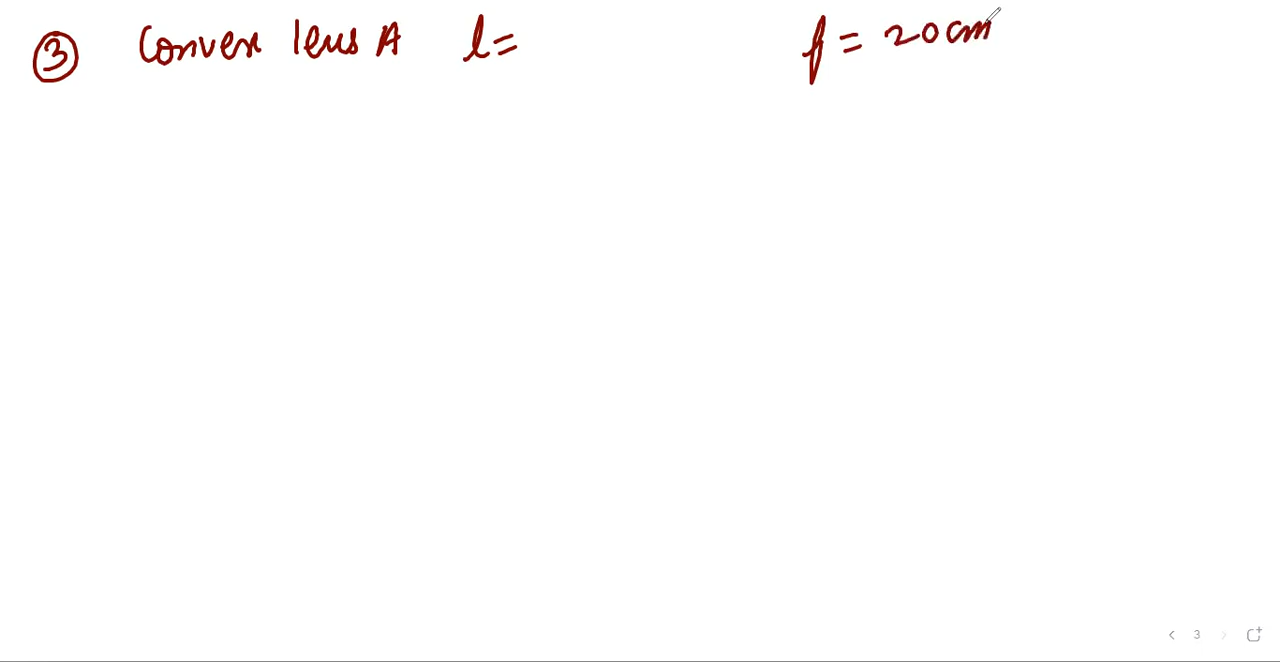 ③ Convex lens A l= f = 20cm
3